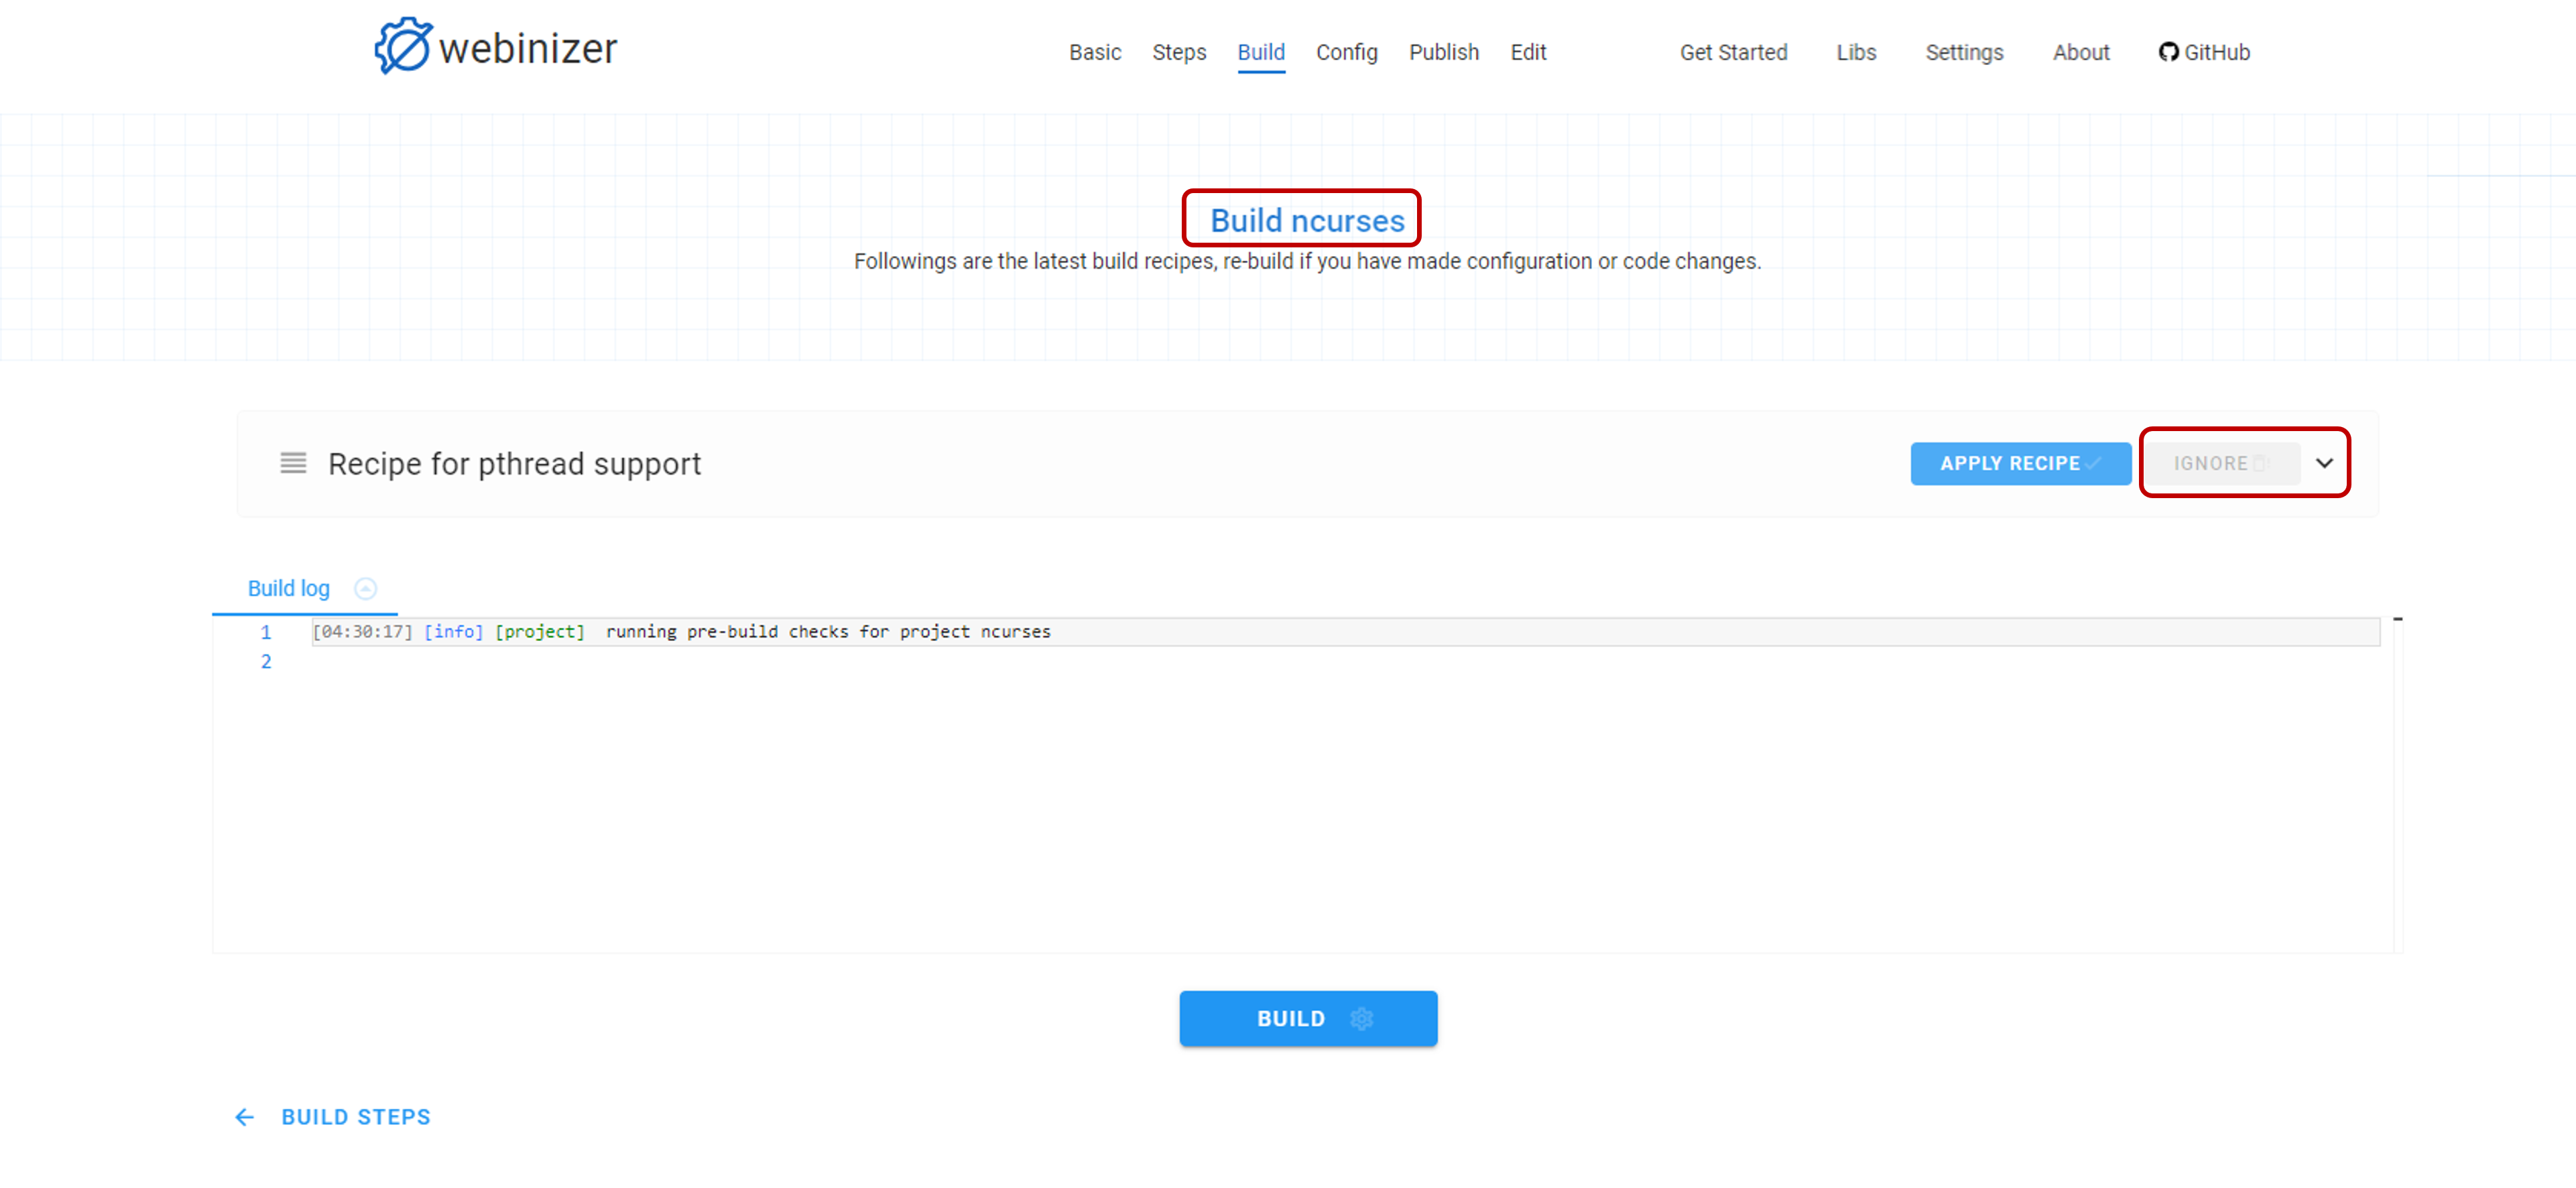 webinizer
Basic Steps Build Config Publish Edit Get Started Libs Settings About GitHub
Build ncurses
Followings are the latest build recipes, re-build if you have made configuration or code changes.
Recipe for pthread support
APPLY RECIPE IGNORE
Build log
1 [04:30:17] [info] [project] running pre-build checks for project ncurses
2
BUILD
BUILD STEPS